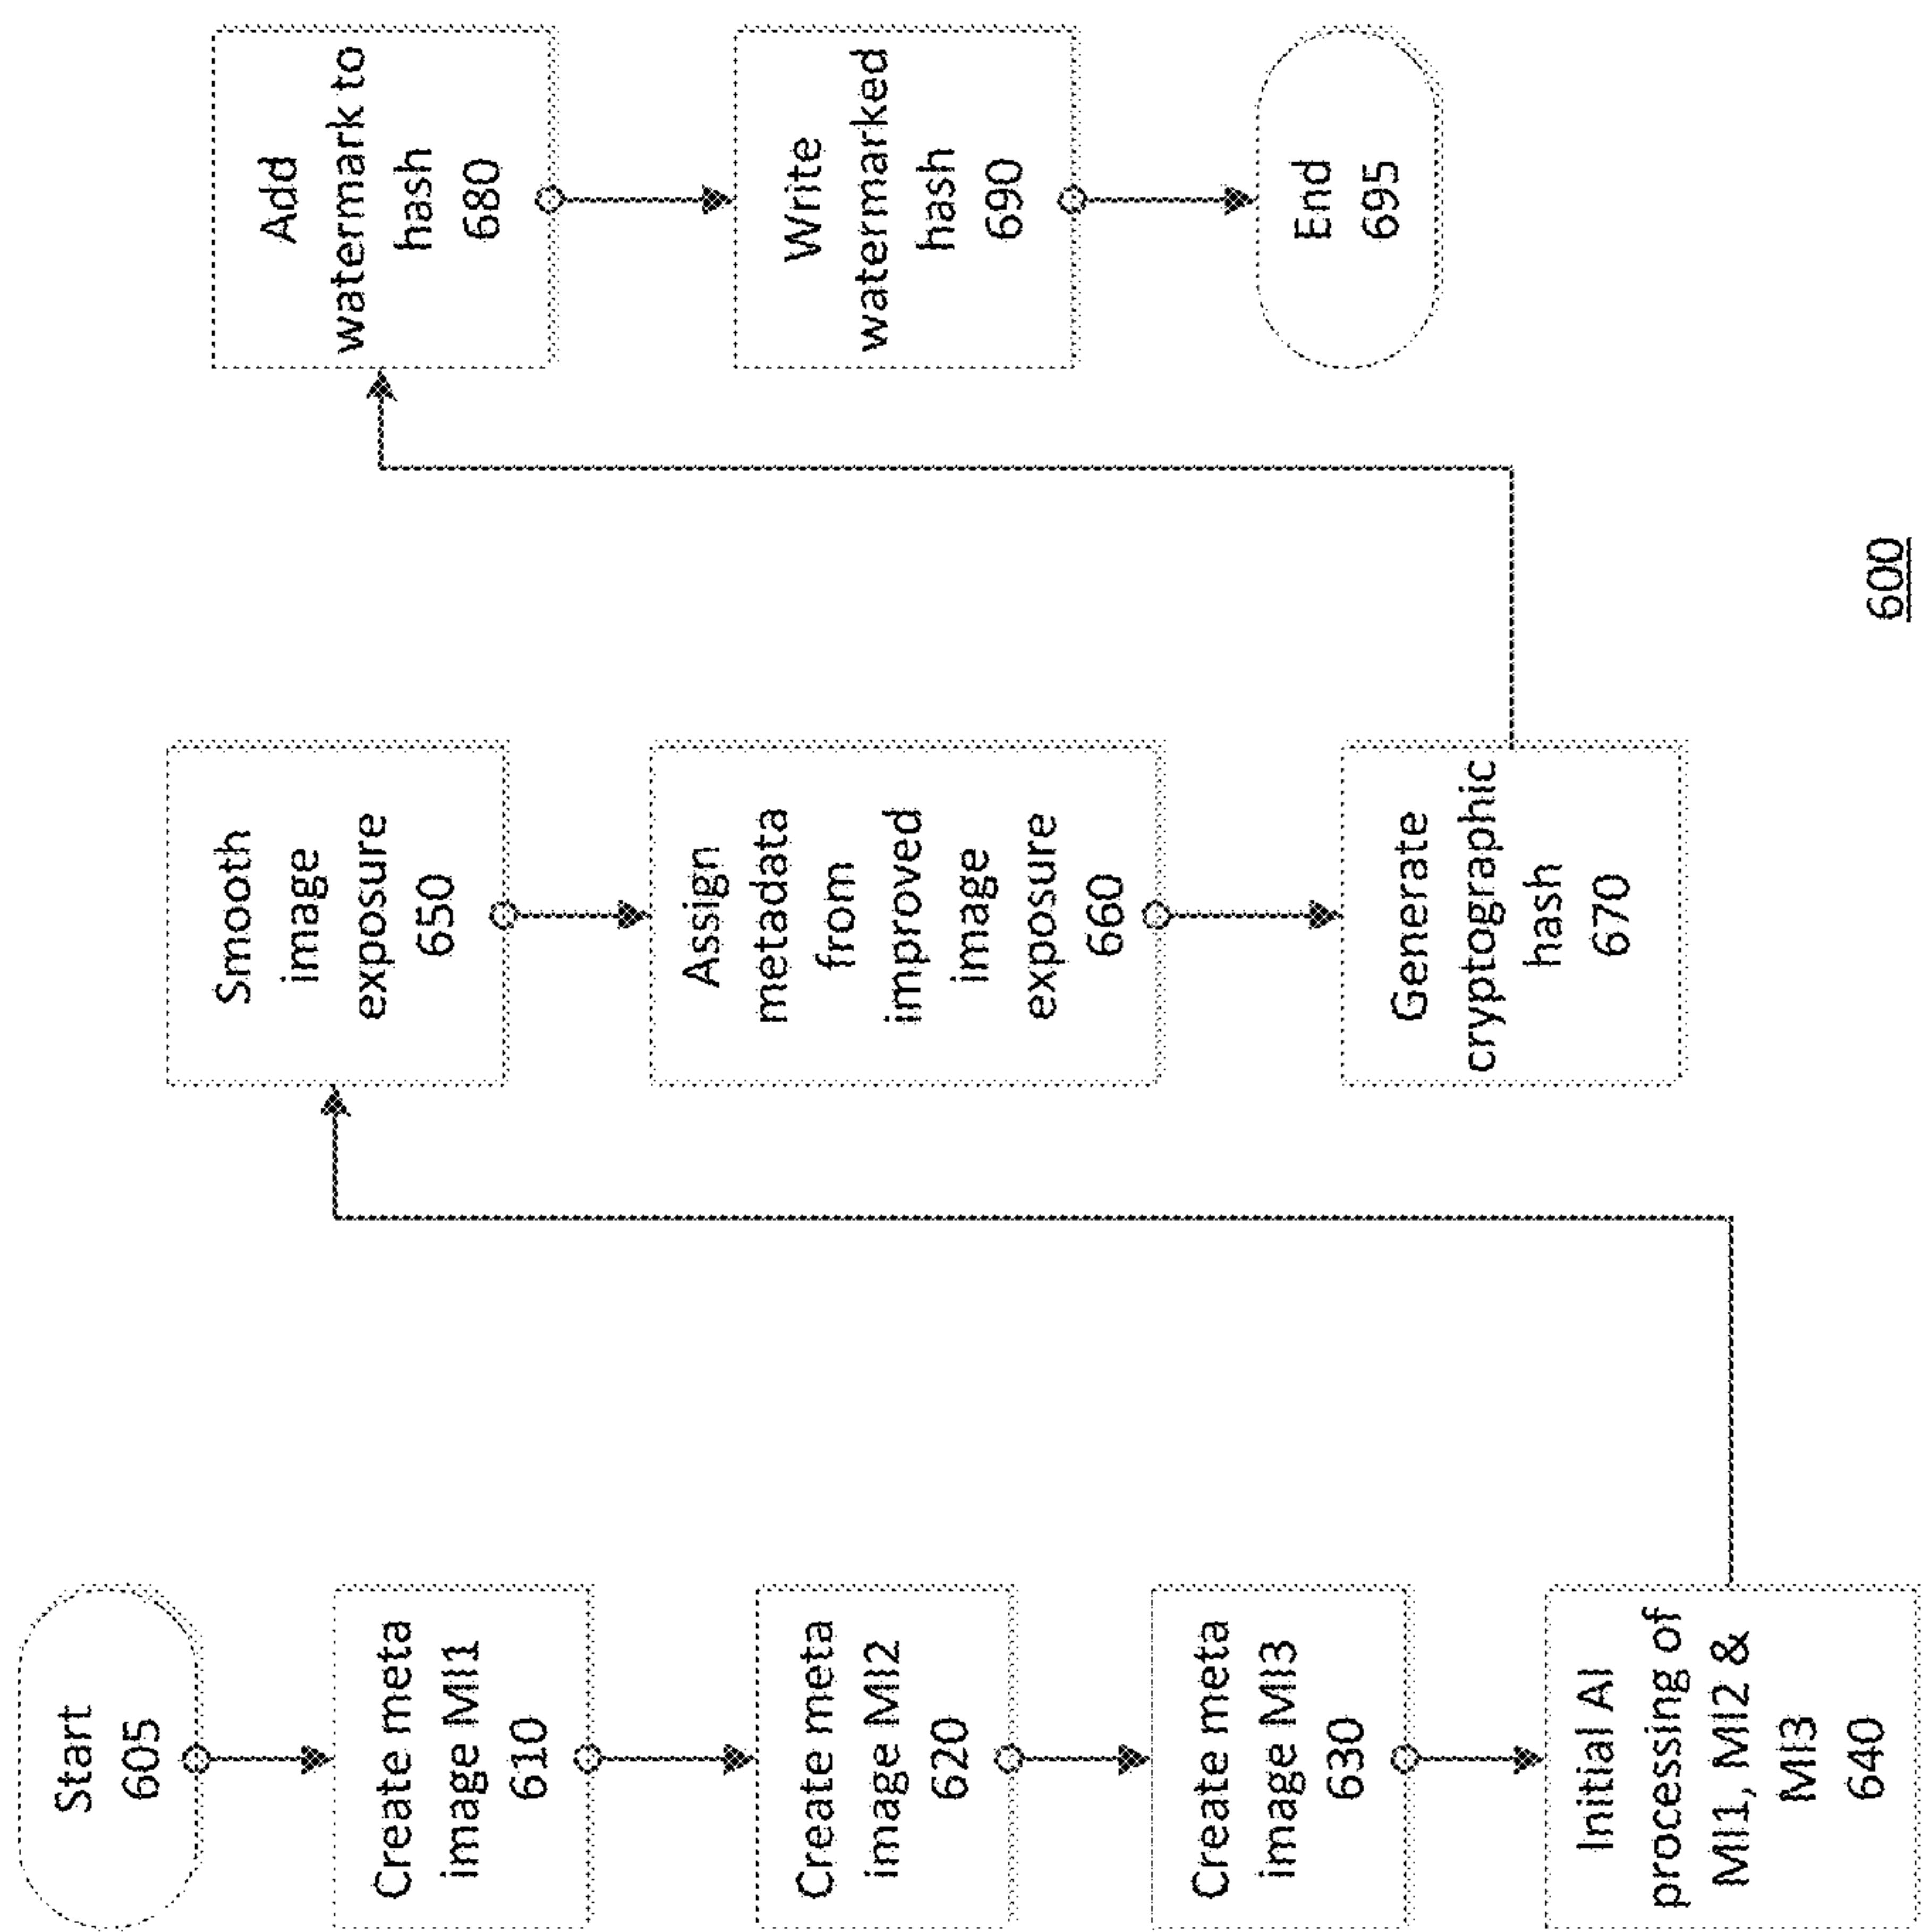 Start
605
Create meta
image MI1
610
Create meta
image MI2
620
Create meta
image MI3
630
Initial AI
processing of
MI1, MI2 &
MI3
640
Smooth
image
exposure
650
Assign
metadata
from
improved
image
exposure
660
Generate
cryptographic
hash
670
Add
watermark to
hash
680
Write
watermarked
hash
690
End
695
600